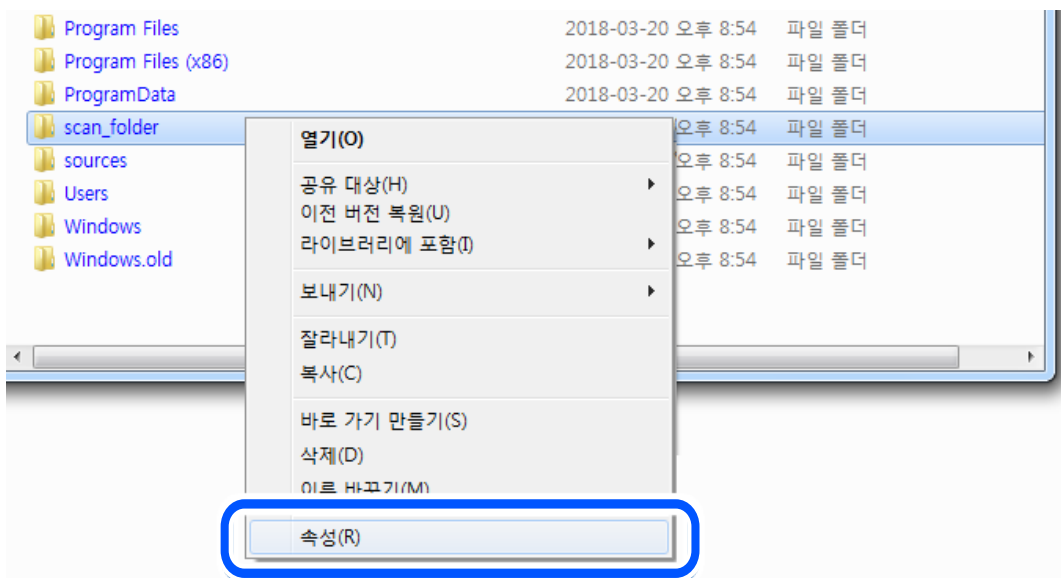 Program Files 2018-03-20 오후 8:54 파일 폴더
Program Files (x86) 2018-03-20 오후 8:54 파일 폴더
ProgramData 2018-03-20 오후 8:54 파일 폴더
scan_folder 오후 8:54 파일 폴더
sources 오후 8:54 파일 폴더
Users 오후 8:54 파일 폴더
Windows 오후 8:54 파일 폴더
Windows.old 오후 8:54 파일 폴더
열기(O)
공유 대상(H)
이전 버전 복원(U)
라이브러리에 포함(I)
보내기(N)
잘라내기(T)
복사(C)
바로 가기 만들기(S)
삭제(D)
이름 바꾸기(M)
속성(R)